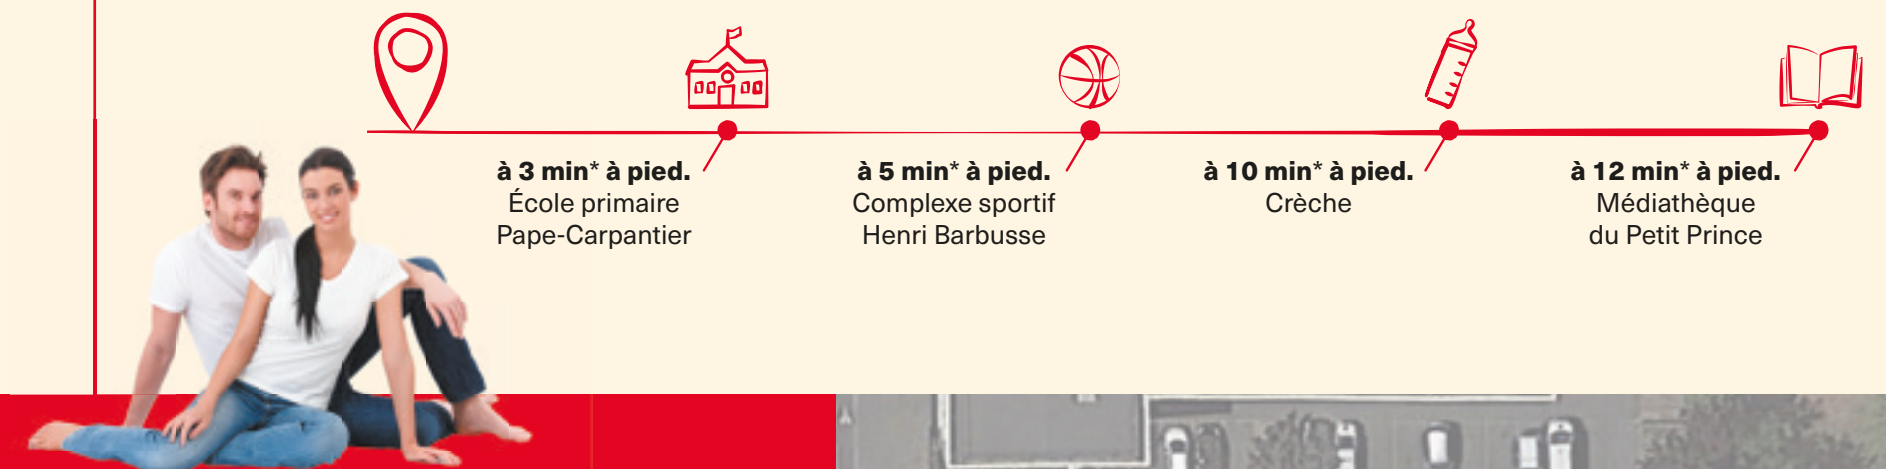 à 3 min* à pied.
École primaire
Pape-Carpantier
à 5 min* à pied.
Complexe sportif
Henri Barbusse
à 10 min* à pied.
Crèche
à 12 min* à pied.
Médiathèque
du Petit Prince